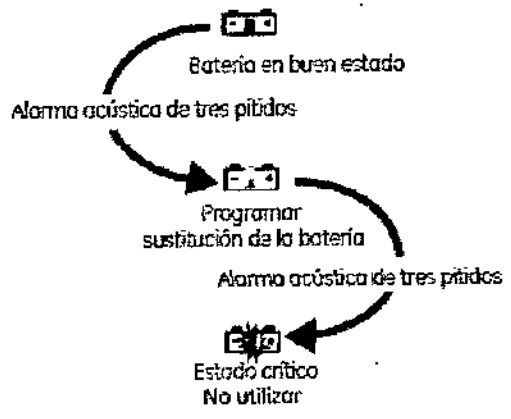 Batería en buen estado
Alarma acústica de tres pitidos
Programar
sustitución de la batería
Alarma acústica de tres pitidos
Estado crítico
No utilizar